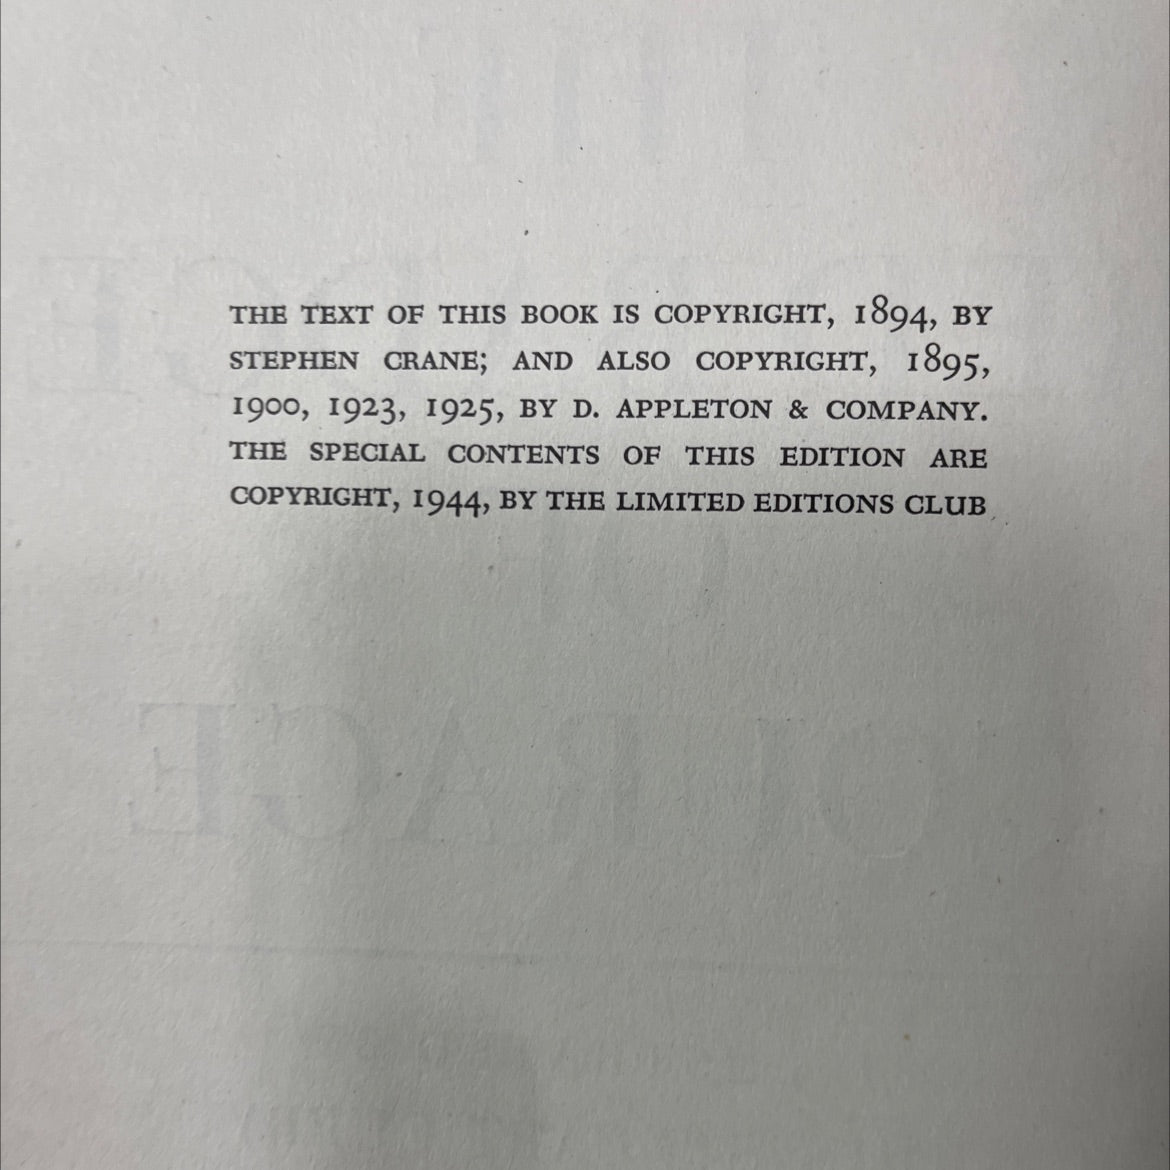 THE TEXT OF THIS BOOK IS COPYRIGHT, 1894, BY
STEPHEN CRANE; AND ALSO COPYRIGHT, 1895,
1900, 1923, 1925, BY D. APPLETON & COMPANY.
THE SPECIAL CONTENTS OF THIS EDITION ARE
COPYRIGHT, 1944, BY THE LIMITED EDITIONS CLUB